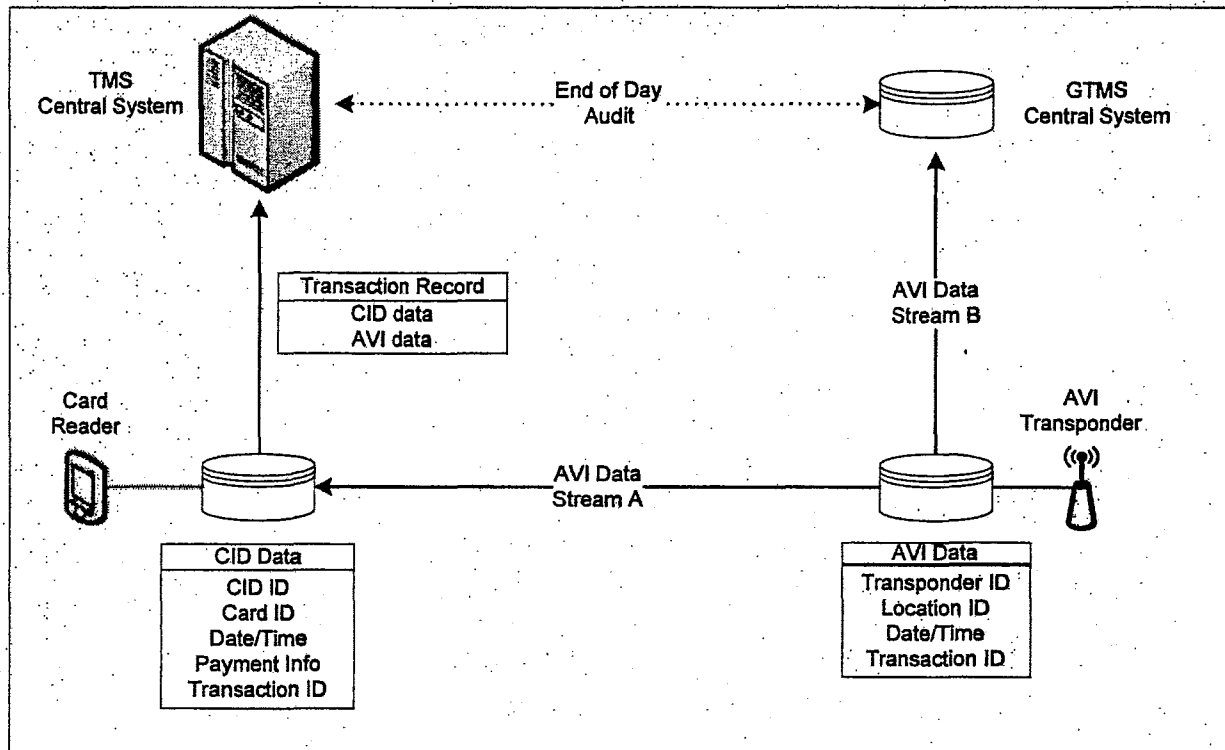 TMS
Central System
End of Day
Audit
GTMS
Central System
Transaction Record
CID data
AVI data
AVI Data
Stream B
Card
Reader
AVI
Transponder
AVI Data
Stream A
CID Data
CID ID
Card ID
Date/Time
Payment Info
Transaction ID
AVI Data
Transponder ID
Location ID
Date/Time
Transaction ID